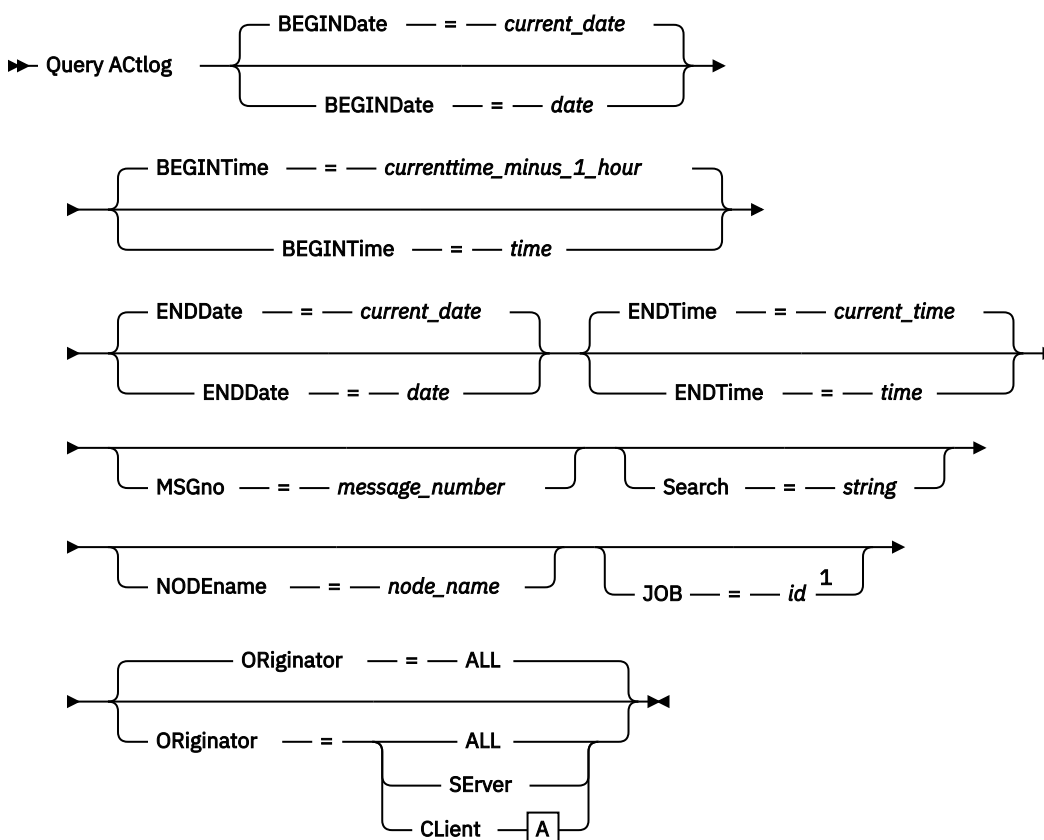 BEGINDate = current_date
Query ACtlog
BEGINDate = date
BEGINTime = currenttime_minus_1_hour
BEGINTime = time
ENDDate = current_date ENDTime = current_time
ENDDate = date ENDTime = time
MSGno = message_number Search = string
NODEname = node_name JOB = id 1
ORiginator = ALL
ORiginator = ALL
SErver
CLient A